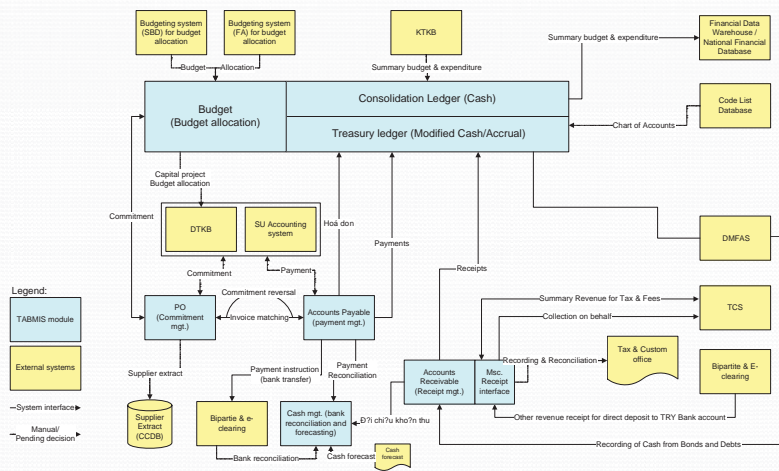 Budgeting system
(SBD) for budget
allocation
Budgeting system
(FA) for budget
allocation
KTKB
Financial Data
Warehouse /
National Financial
Database
Summary budget & expenditure
Budget
Allocation
Summary budget & expenditure
Budget
(Budget allocation)
Consolidation Ledger (Cash)
Treasury ledger (Modified Cash/Accrual)
Code List
Database
Chart of Accounts
Capital project
Budget allocation
Commitment
DTKB
SU Accounting
system
Hoá don
Payments
DMFAS
Receipts
Commitment
Payment
Legend:
TABMIS module
External systems
System interface
Manual/
Pending decision
PO
(Commitment
mgt.)
Commitment reversal
Invoice matching
Accounts Payable
(payment mgt.)
Summary Revenue for Tax & Fees
Collection on behalf
TCS
Recording & Reconciliation
Tax & Custom
office
Bipartite & E-
clearing
Supplier extract
Payment instruction
(bank transfer)
Payment
Reconciliation
Accounts
Receivable
(Receipt mgt.)
Msc.
Receipt
interface
Supplier
Extract
(CCDB)
Bipartie & e-
clearing
Cash mgt. (bank
reconciliation and
forecasting)
Ð?i chi?u kho?n thu
Other revenue receipt for direct deposit to TRY Bank account
Bank reconciliation
Cash forecast
Cash
forecast
Recording of Cash from Bonds and Debts